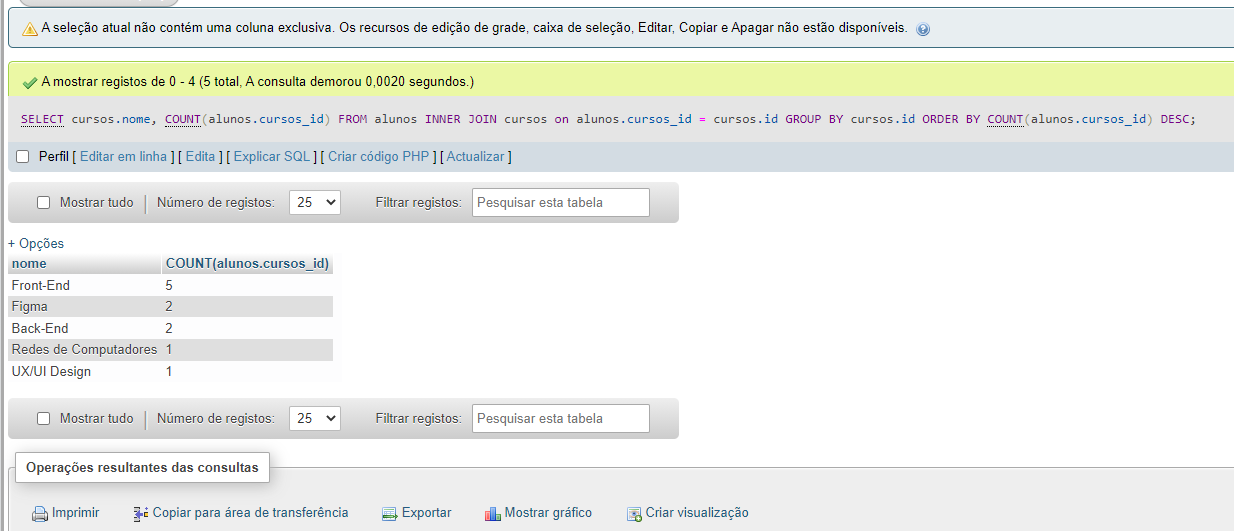 A seleção atual não contém uma coluna exclusiva. Os recursos de edição de grade, caixa de seleção, Editar, Copiar e Apagar não estão disponíveis.
A mostrar registos de 0 - 4 (5 total, A consulta demorou 0,0020 segundos.)
SELECT cursos.nome, COUNT(alunos.cursos_id) FROM alunos INNER JOIN cursos on alunos.cursos_id = cursos.id GROUP BY cursos.id ORDER BY COUNT(alunos.cursos_id) DESC;
Perfil [ Editar em linha ] [ Edita ] [ Explicar SQL ] [ Criar código PHP ] [ Actualizar ]
Mostrar tudo Número de registos: 25 Filtrar registos: Pesquisar esta tabela
+ Opções
nome COUNT(alunos.cursos_id)
Front-End 5
Figma 2
Back-End 2
Redes de Computadores 1
UX/UI Design 1
Mostrar tudo Número de registos: 25 Filtrar registos: Pesquisar esta tabela
Operações resultantes das consultas
Imprimir Copiar para área de transferência Exportar Mostrar gráfico Criar visualização